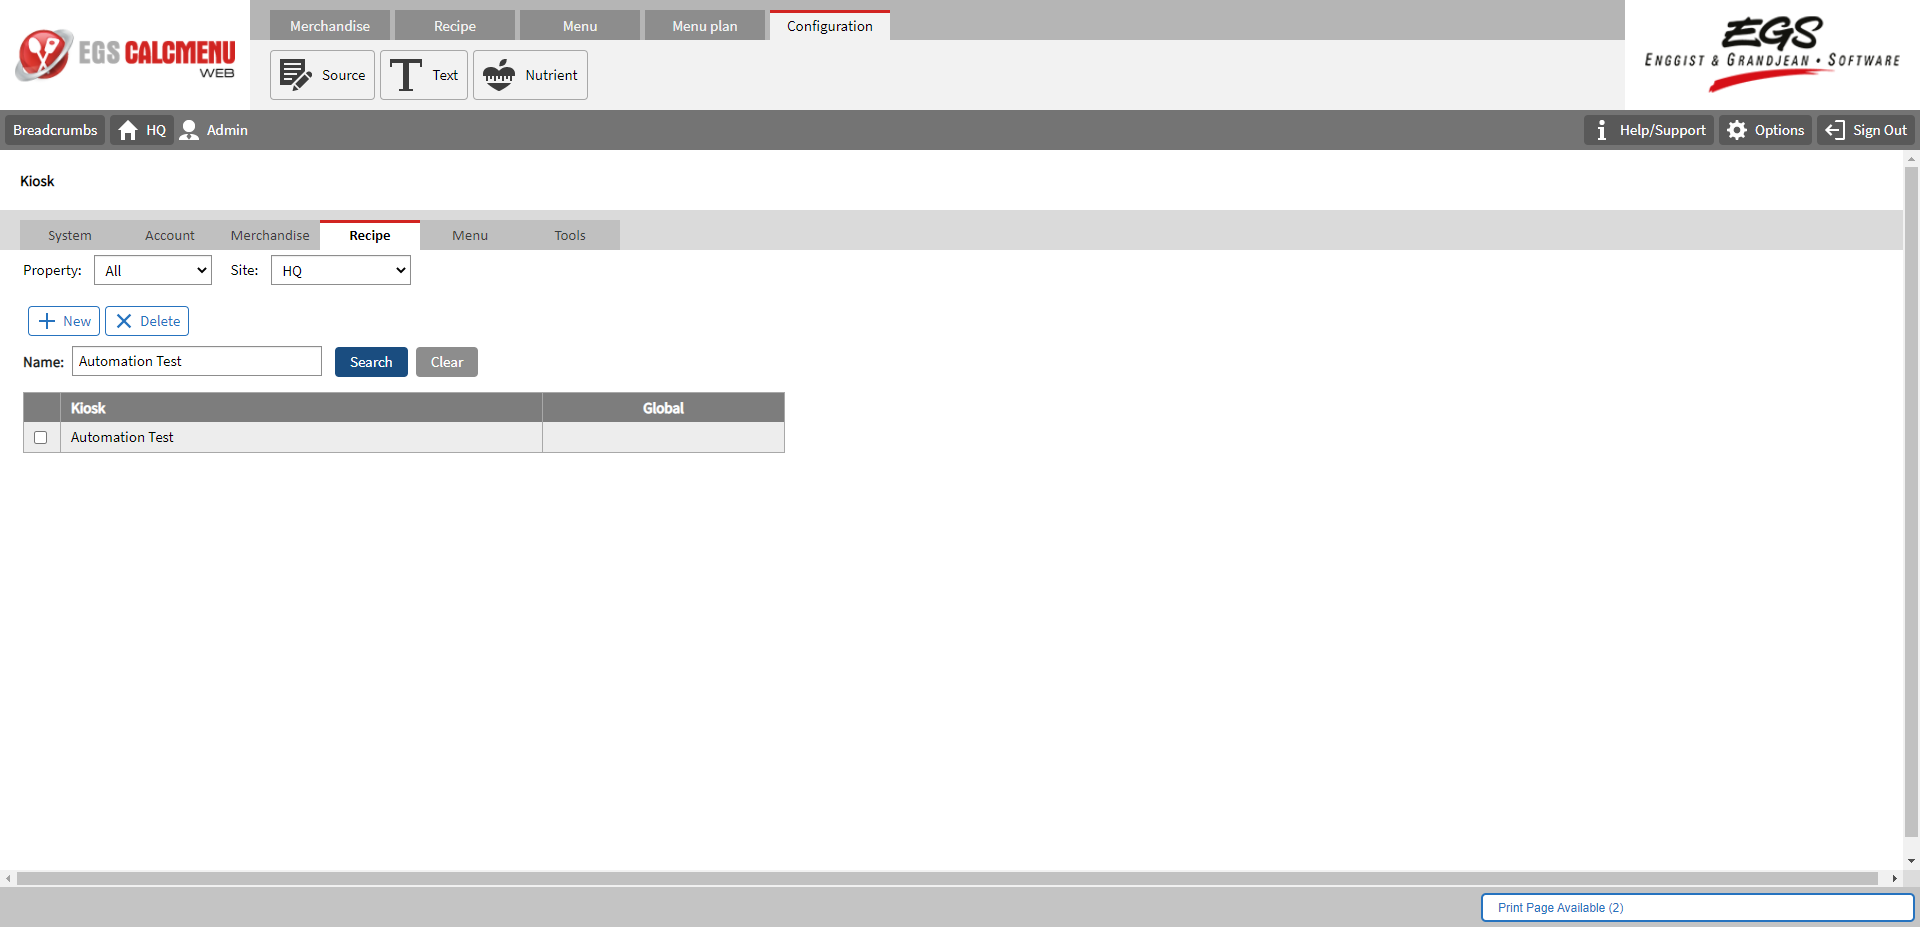 EGS CALCMENU
WEB
Merchandise
Recipe
Menu
Menu plan
Configuration
Source
Text
Nutrient
EGS
ENGGIST & GRANDJEAN • SOFTWARE
Breadcrumbs
HQ
Admin
Help/Support
Options
Sign Out
Kiosk
System
Account
Merchandise
Recipe
Menu
Tools
Property:
All
Site:
HQ
New
Delete
Name:
Automation Test
Search
Clear
Kiosk
Global
Automation Test
Print Page Available (2)